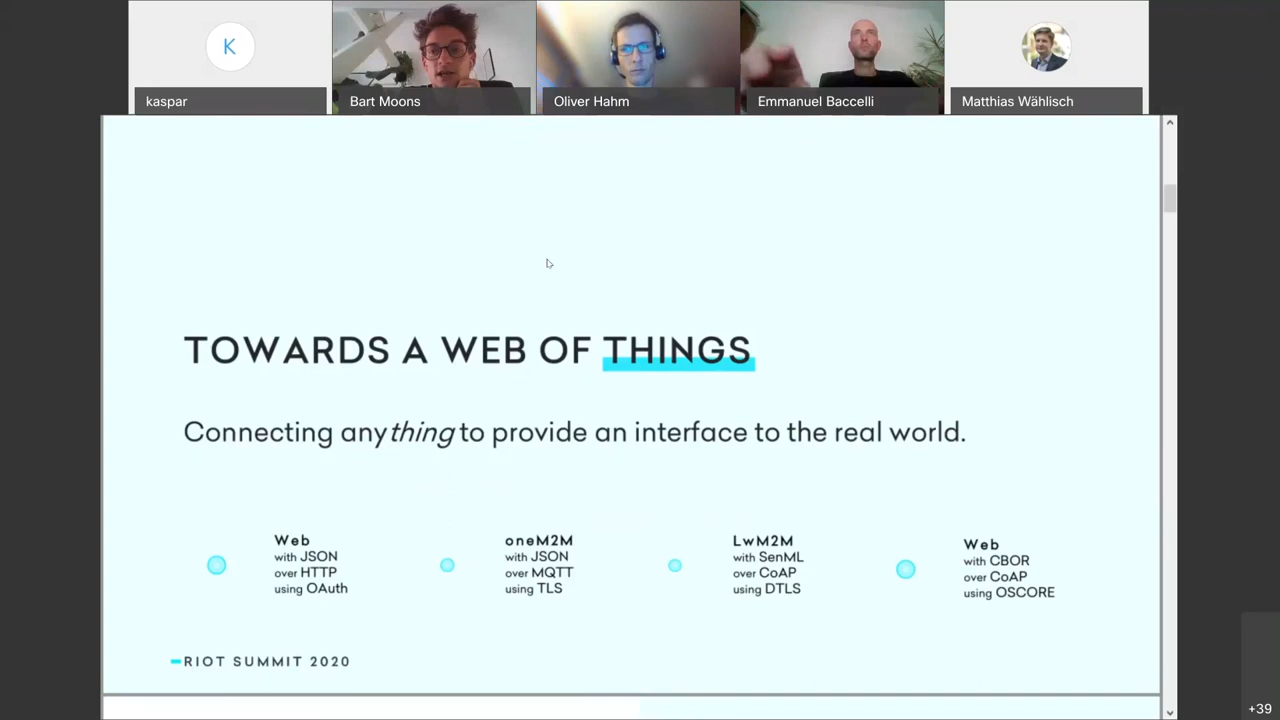 K
kaspar
Bart Moons
Oliver Hahm
Emmanuel Baccelli
Matthias Wählisch
TOWARDS A WEB OF THINGS
Connecting anything to provide an interface to the real world.
Web
with JSON
over HTTP
using OAuth
oneM2M
with JSON
over MQTT
using TLS
LwM2M
with SenML
over CoAP
using DTLS
Web
with CBOR
over CoAP
using OSCORE
RIOT SUMMIT 2020
+39